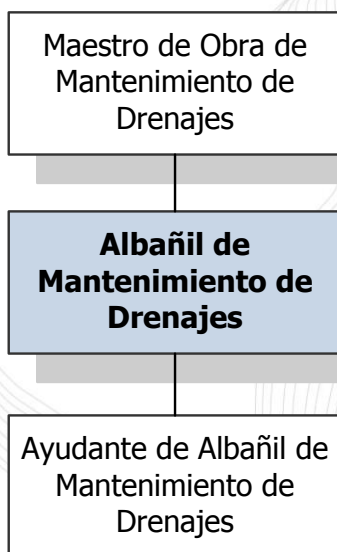 Maestro de Obra de
Mantenimiento de
Drenajes
Albañil de
Mantenimiento de
Drenajes
Ayudante de Albañil de
Mantenimiento de
Drenajes